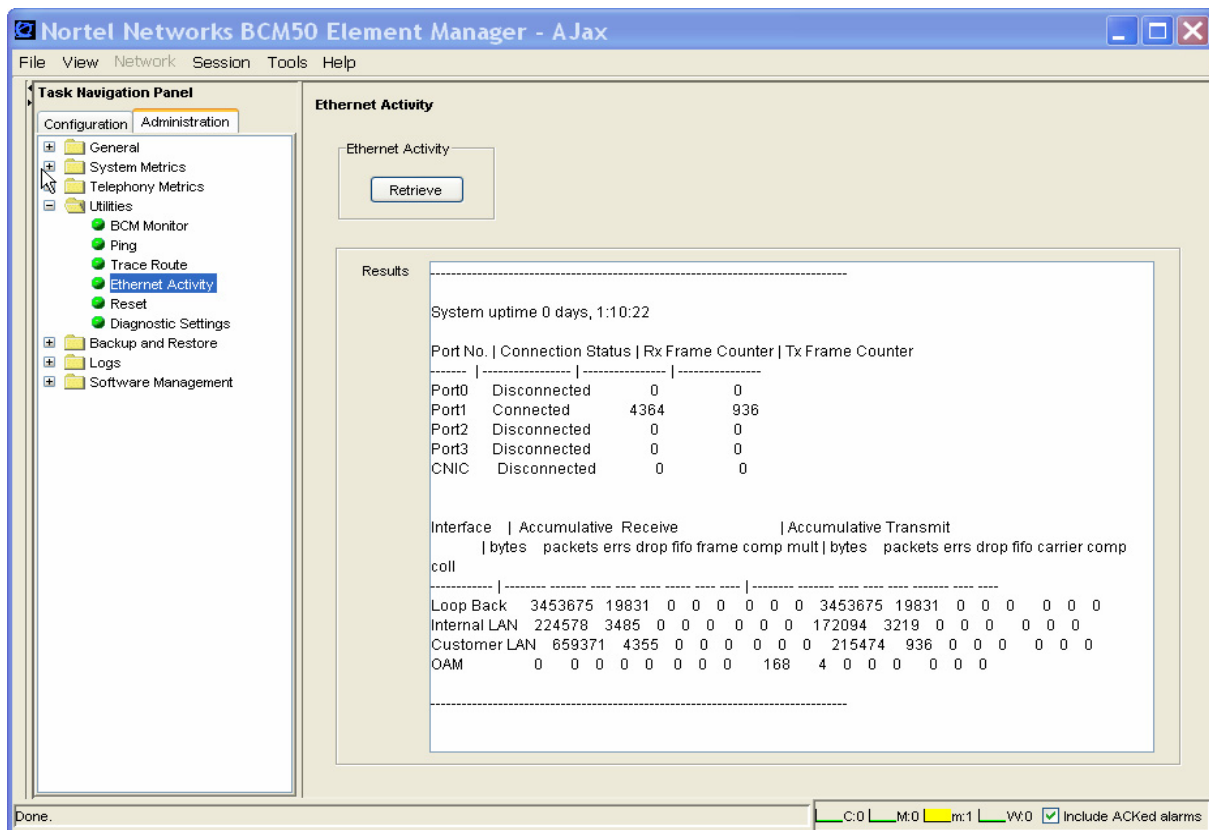 Nortel Networks BCM50 Element Manager - AJax
File View Network Session Tools Help
Task Navigation Panel
Configuration Administration
General
System Metrics
Telephony Metrics
Utilities
BCM Monitor
Ping
Trace Route
Ethernet Activity
Reset
Diagnostic Settings
Backup and Restore
Logs
Software Management
Ethernet Activity
Ethernet Activity
Retrieve
Results
--------------------------------------------------------------------------------
System uptime 0 days, 1:10:22
Port No. | Connection Status | Rx Frame Counter | Tx Frame Counter
------- |----------------- |---------------- |----------------
Port0 Disconnected 0 0
Port1 Connected 4364 936
Port2 Disconnected 0 0
Port3 Disconnected 0 0
CNIC Disconnected 0 0
Interface | Accumulative Receive | Accumulative Transmit
| bytes packets errs drop fifo frame comp mult | bytes packets errs drop fifo carrier comp
coll
------------ |-------- ------- ---- ---- ---- ----- ---- ---- |-------- ------- ---- ---- ---- ------- ---- ----
Loop Back 3453675 19831 0 0 0 0 0 0 3453675 19831 0 0 0 0 0 0
Internal LAN 224578 3485 0 0 0 0 0 0 172094 3219 0 0 0 0 0 0
Customer LAN 659371 4355 0 0 0 0 0 0 215474 936 0 0 0 0 0 0
OAM 0 0 0 0 0 0 0 0 168 4 0 0 0 0 0 0
--------------------------------------------------------------------------------
Done.
C:0 M:0 m:1 W:0 Include ACKed alarms